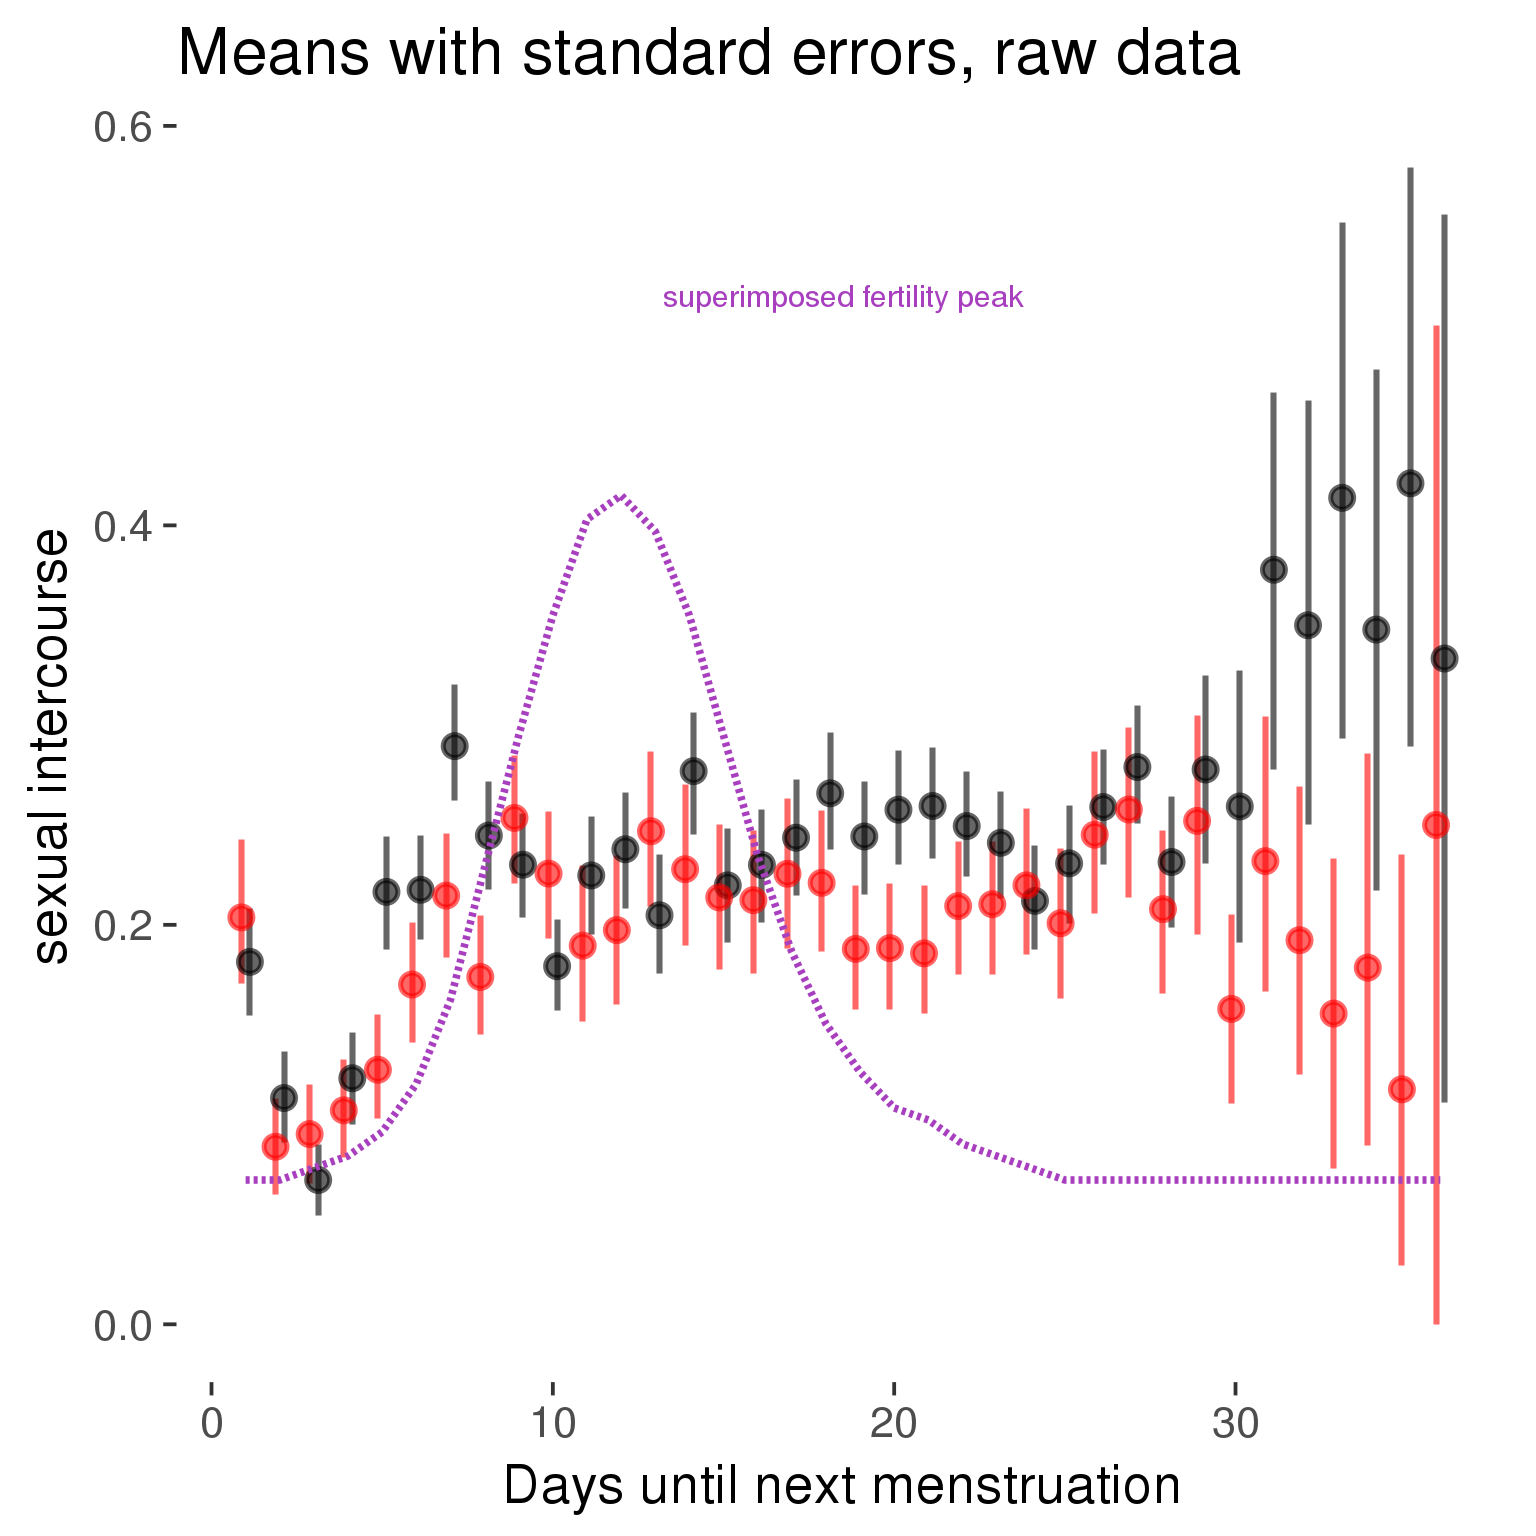 Means with standard errors, raw data
0.6
superimposed fertility peak
0.4
sexual intercourse
0.2
0.0
0 10 20 30
Days until next menstruation